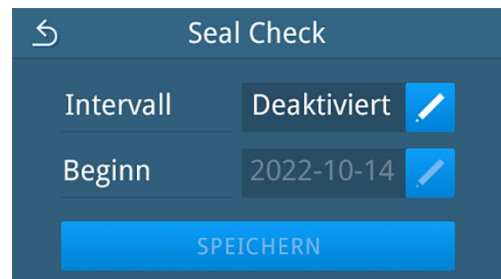 Seal Check
Intervall Deaktiviert
Beginn 2022-10-14
SPEICHERN